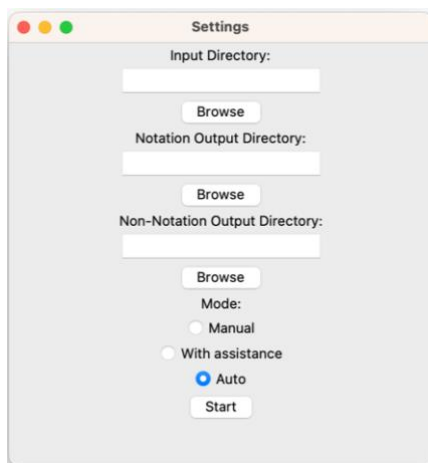 Settings
Input Directory:
Browse
Notation Output Directory:
Browse
Non-Notation Output Directory:
Browse
Mode:
Manual
With assistance
Auto
Start